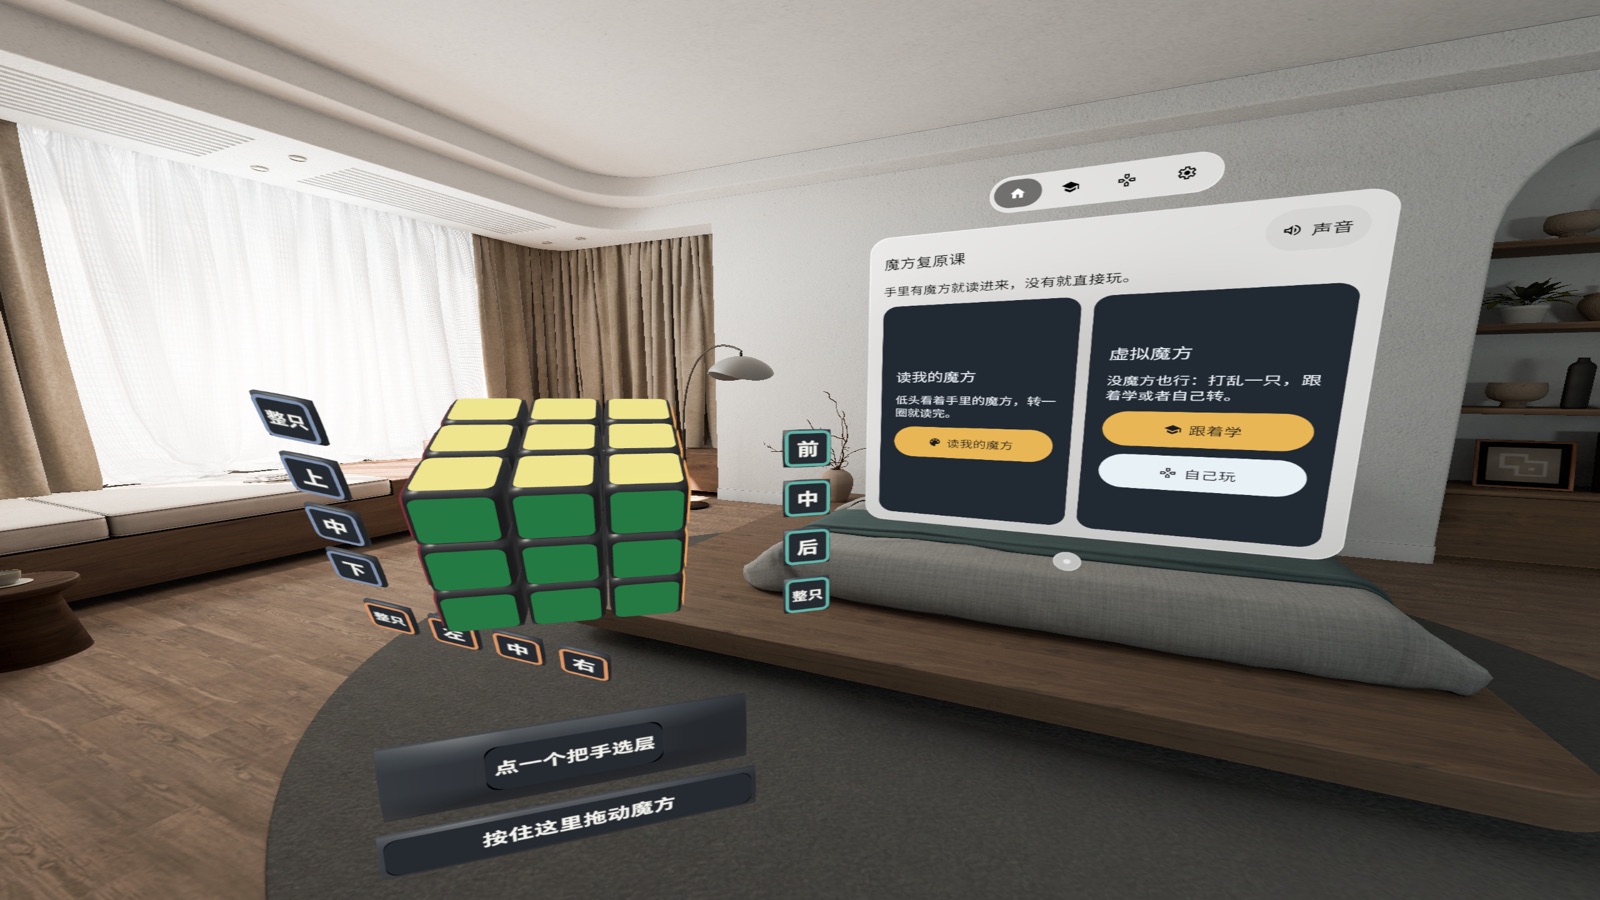 声音
魔方复原课
手里有魔方就读进来，没有就直接玩。
读我的魔方
低头看着手里的魔方，转一
圈就读完。
读我的魔方
虚拟魔方
没魔方也行：打乱一只，跟
着学或者自己转。
跟着学
自己玩
整只
上
中
下
整只
左
中
右
前
中
后
整只
点一个把手选层
按住这里拖动魔方